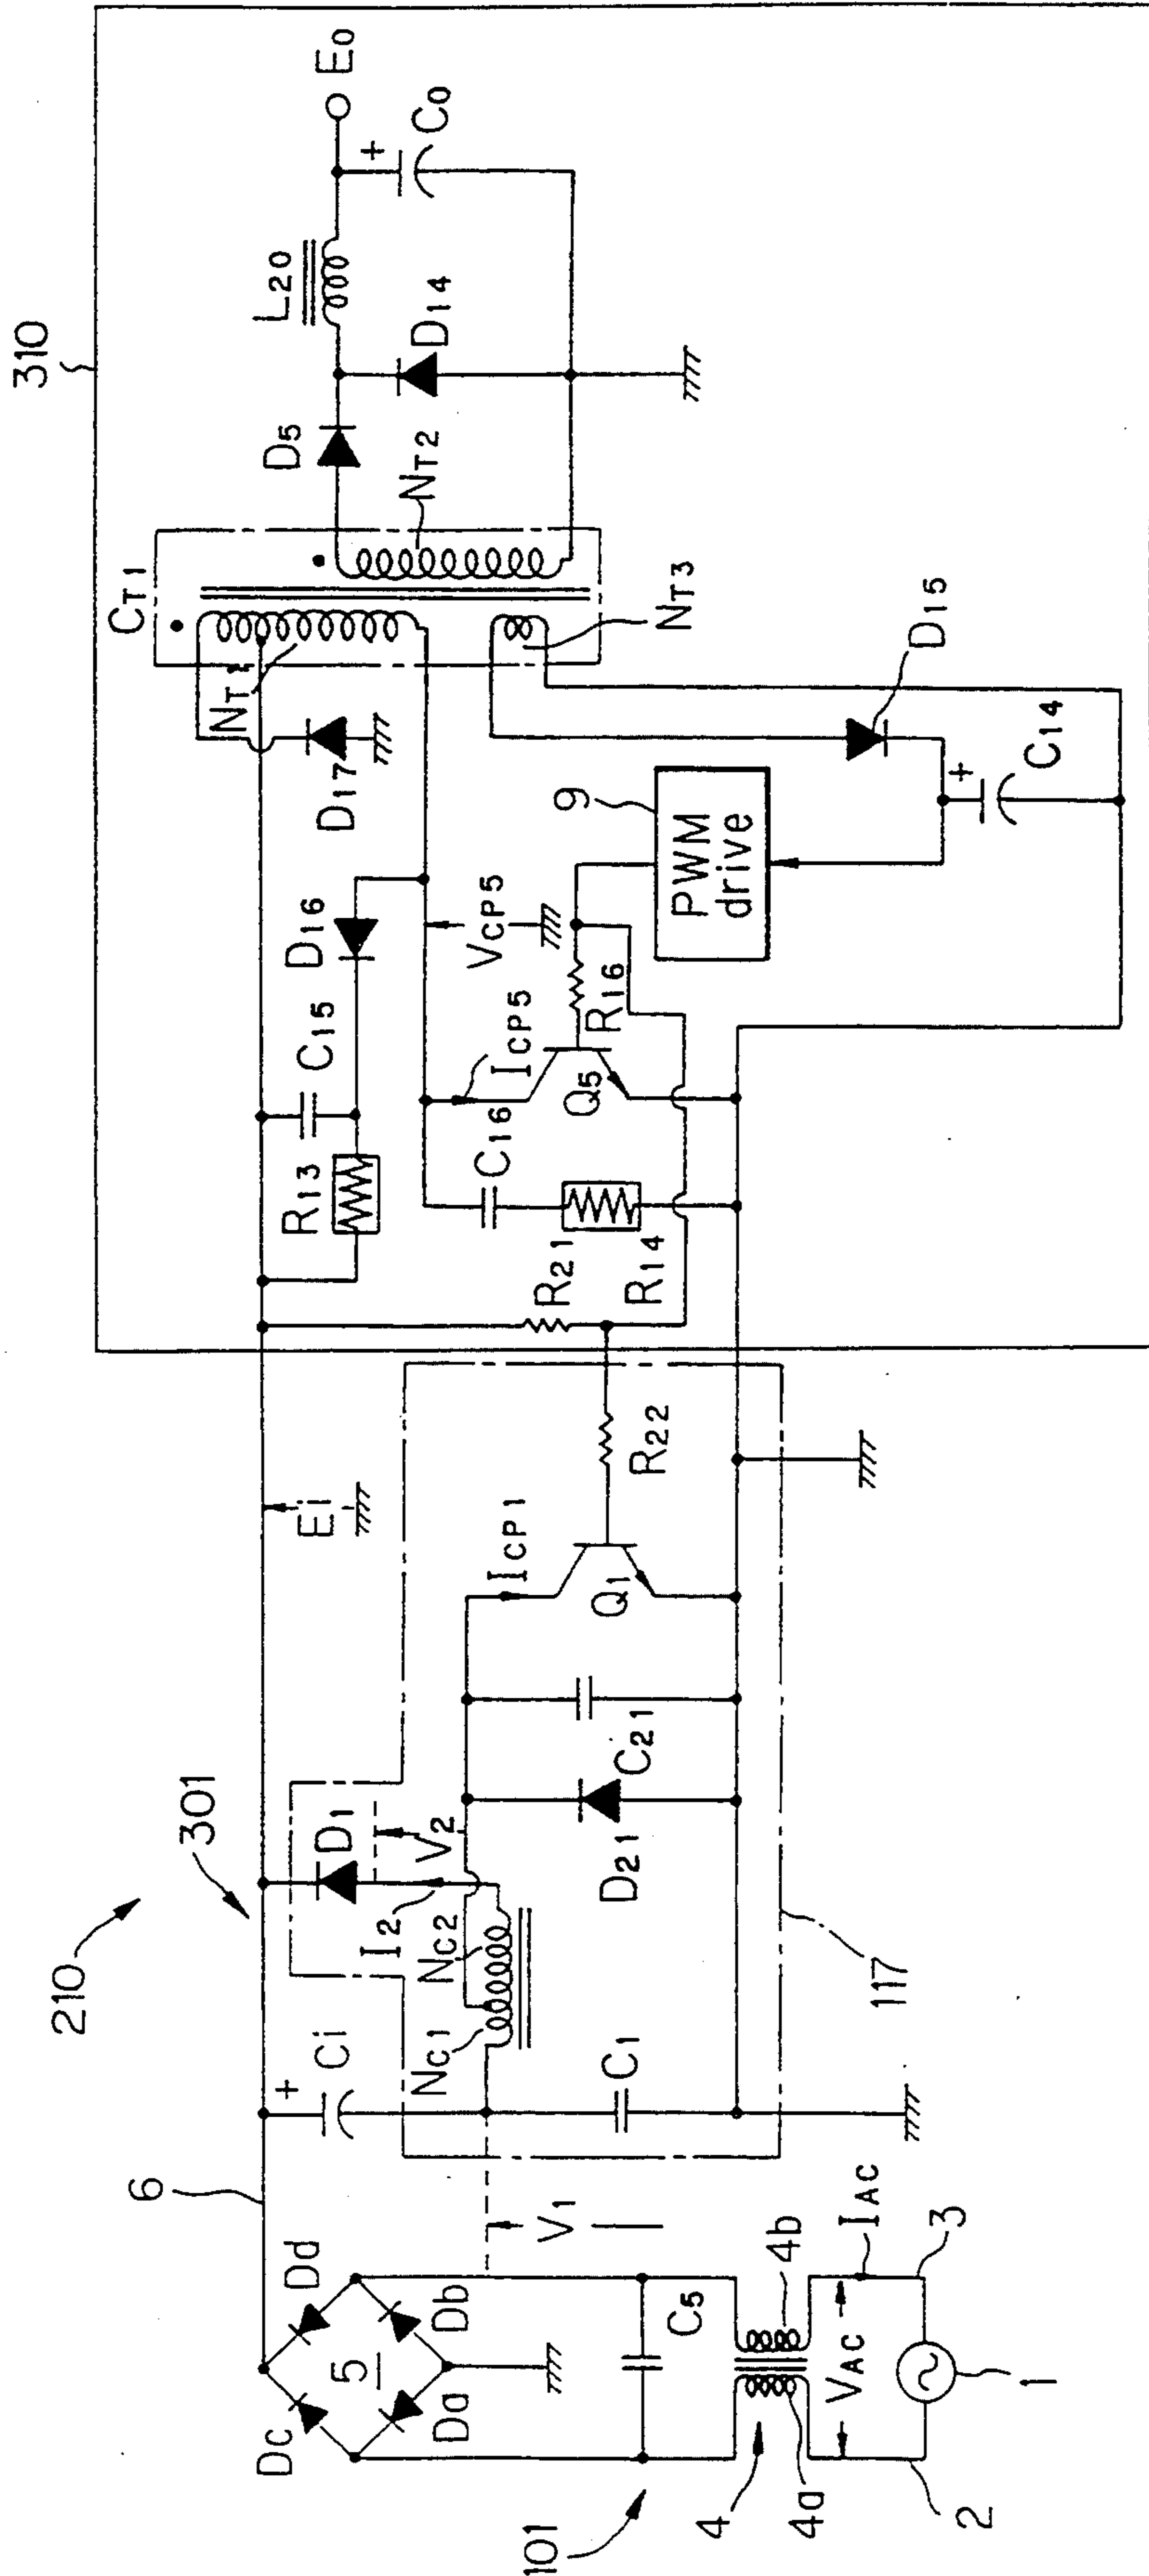 310
210
301
101
117
1
2
3
4
4a
4b
VAC
IAC
C5
5
Da
Db
Dc
Dd
6
V1
Ci
+
C1
NC1
NC2
I2
V2
D1
D21
C21
ICP1
Q1
R22
Ei
R21
R13
C15
D16
C16
R14
ICP5
Q5
R16
VCP5
9
PWM
drive
D17
NT1
CT1
NT2
NT3
D15
+
C14
D5
D14
L20
+
C0
E0